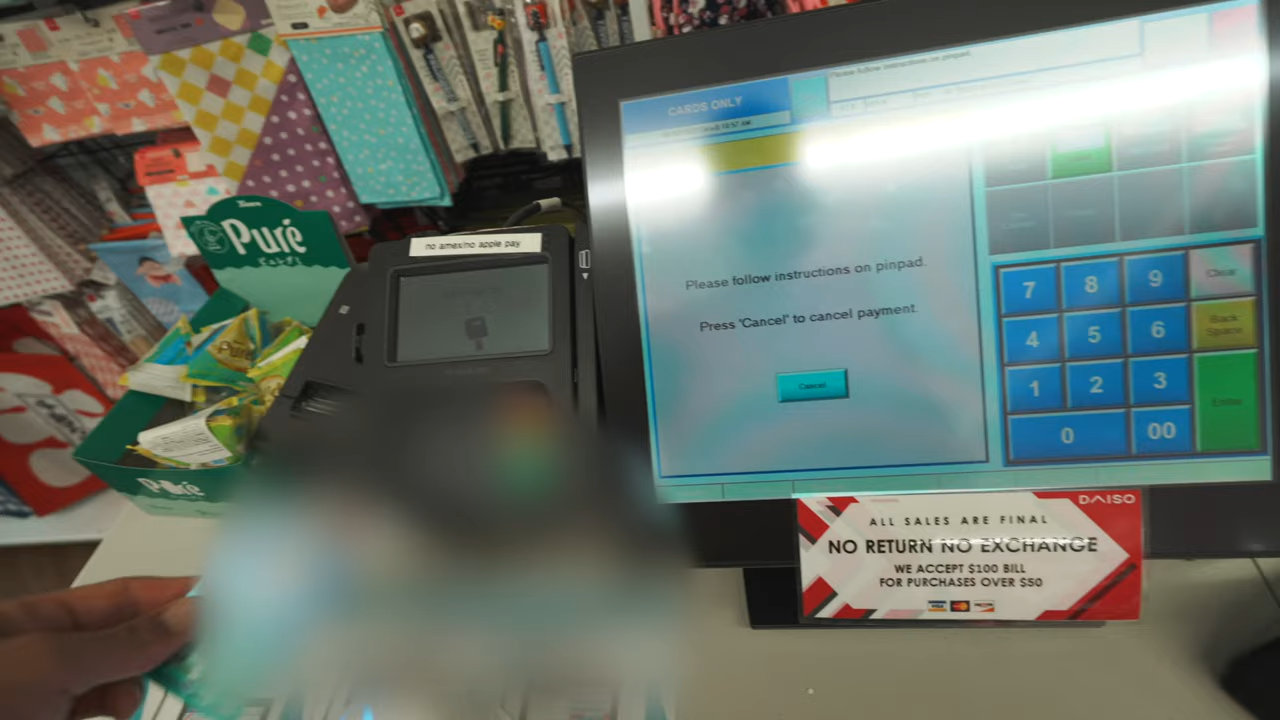 CARDS ONLY
Please follow instructions on pinpad.
Puré
no amex/no apple pay
Please follow instructions on pinpad.
Press 'Cancel' to cancel payment.
Cancel
7 8 9 Clear
4 5 6 Back Space
1 2 3 Enter
0 00
Puré
DAISO
ALL SALES ARE FINAL
NO RETURN NO EXCHANGE
WE ACCEPT $100 BILL
FOR PURCHASES OVER $50
VISA